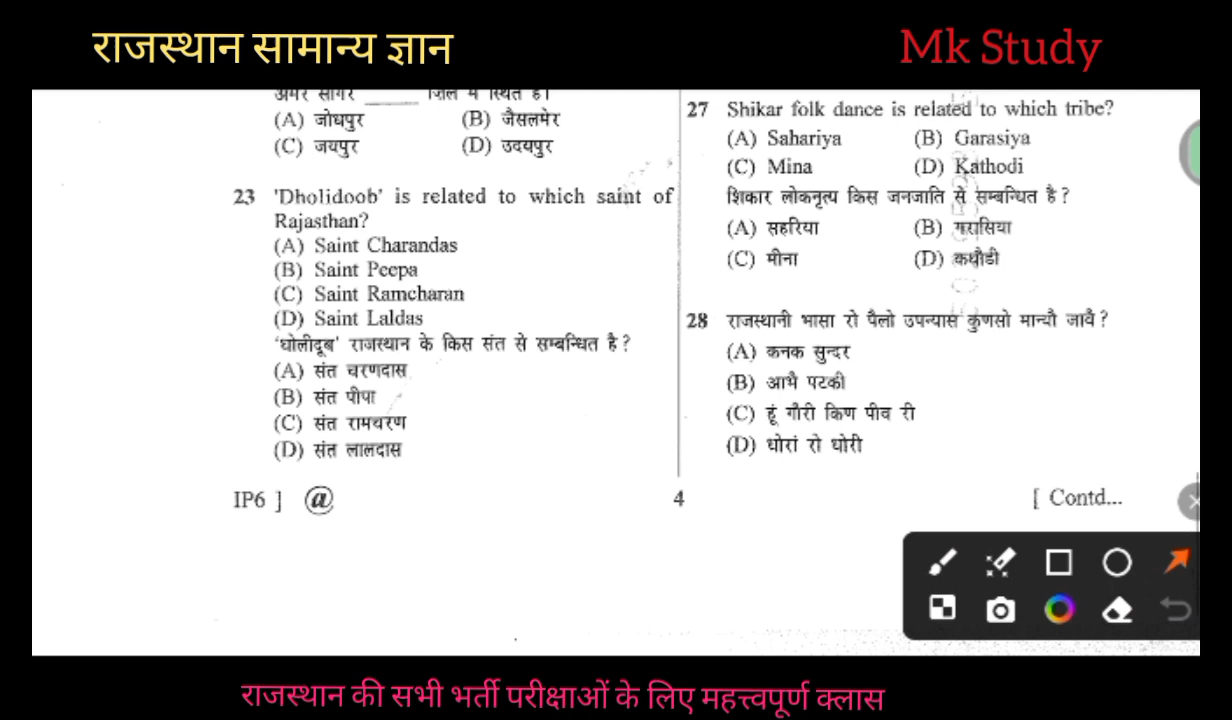 राजस्थान सामान्य ज्ञान
Mk Study
अमर सागर ______ जिले में स्थित है।
(A) जोधपुर (B) जैसलमेर
(C) जयपुर (D) उदयपुर
23 'Dholidoob' is related to which saint of
Rajasthan?
(A) Saint Charandas
(B) Saint Peepa
(C) Saint Ramcharan
(D) Saint Laldas
'धोलीदूब' राजस्थान के किस संत से सम्बन्धित है ?
(A) संत चरणदास
(B) संत पीपा
(C) संत रामचरण
(D) संत लालदास
27 Shikar folk dance is related to which tribe?
(A) Sahariya (B) Garasiya
(C) Mina (D) Kathodi
शिकार लोकनृत्य किस जनजाति से सम्बन्धित है ?
(A) सहरिया (B) गरासिया
(C) मीना (D) कथौडी
28 राजस्थानी भासा रो पैलो उपन्यास कुणसो मान्यौ जावै ?
(A) कनक सुन्दर
(B) आभै पटकी
(C) हूं गौरी किण पीव री
(D) धोरां रो धोरी
IP6 ] @ 4 [ Contd...
राजस्थान की सभी भर्ती परीक्षाओं के लिए महत्त्वपूर्ण क्लास